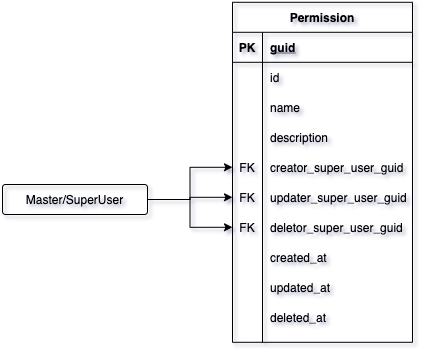 Permission
PK guid
id
name
description
FK creator_super_user_guid
Master/SuperUser
FK updater_super_user_guid
FK deletor_super_user_guid
created_at
updated_at
deleted_at